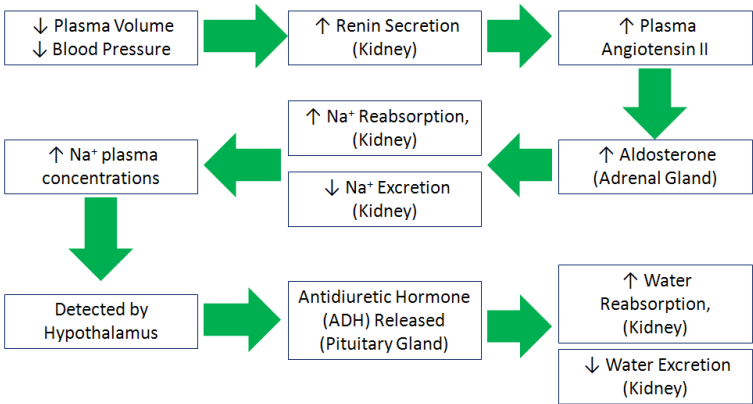 ↓ Plasma Volume
↓ Blood Pressure
↑ Renin Secretion
(Kidney)
↑ Plasma
Angiotensin II
↑ Na⁺ Reabsorption,
(Kidney)
↑ Na⁺ plasma
concentrations
↑ Aldosterone
(Adrenal Gland)
↓ Na⁺ Excretion
(Kidney)
Detected by
Hypothalamus
Antidiuretic Hormone
(ADH) Released
(Pituitary Gland)
↑ Water
Reabsorption,
(Kidney)
↓ Water Excretion
(Kidney)